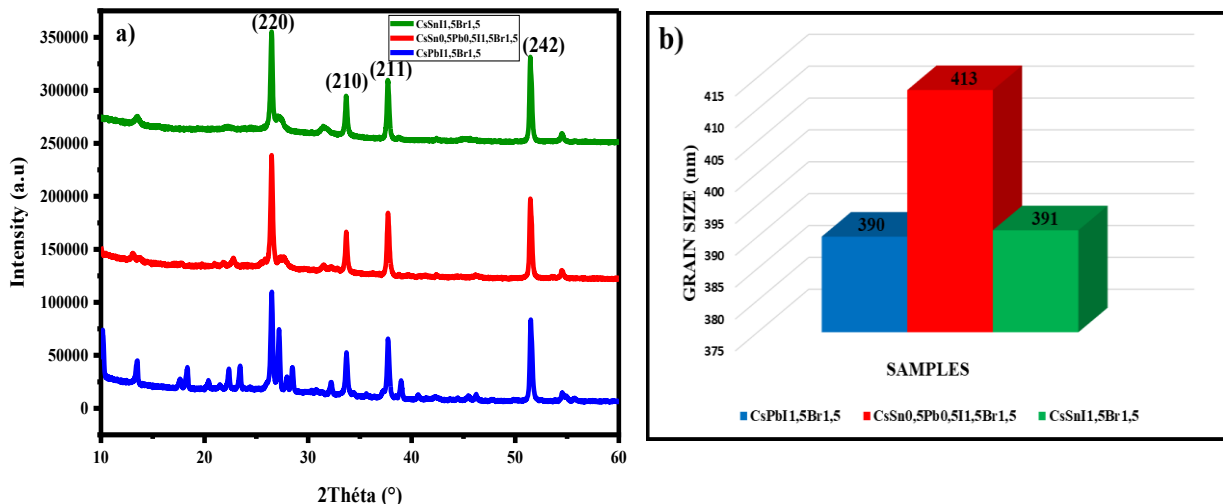 a)
CsSnI1,5Br1,5
CsSn0,5Pb0,5I1,5Br1,5
CsPbI1,5Br1,5
(220)
(210)
(211)
(242)
350000
300000
250000
200000
150000
100000
50000
0
Intensity (a.u)
10 20 30 40 50 60
2Théta (°)
b)
415
410
405
400
395
390
385
380
375
GRAIN SIZE (nm)
390
413
391
SAMPLES
CsPbI1,5Br1,5 CsSn0,5Pb0,5I1,5Br1,5 CsSnI1,5Br1,5